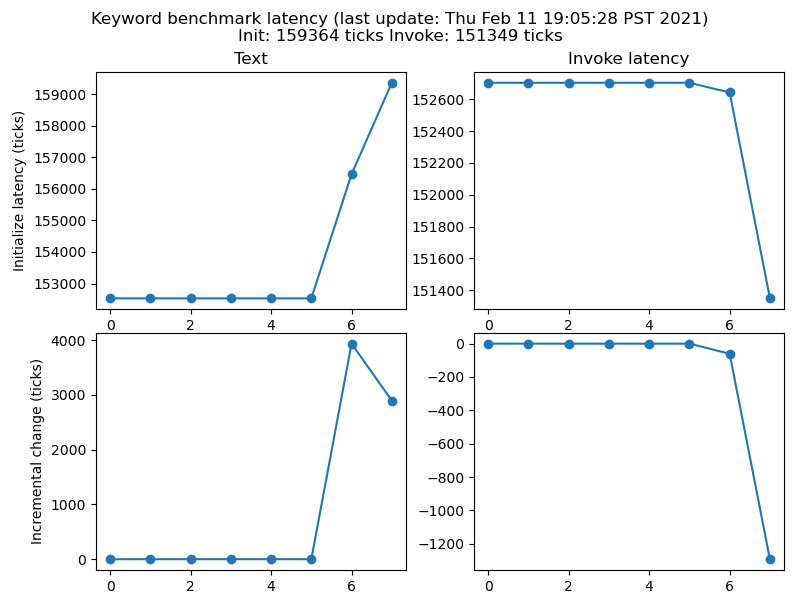 Keyword benchmark latency (last update: Thu Feb 11 19:05:28 PST 2021)
Init: 159364 ticks Invoke: 151349 ticks
Text
Invoke latency
Initialize latency (ticks)
159000
158000
157000
156000
155000
154000
153000
0 2 4 6
152600
152400
152200
152000
151800
151600
151400
0 2 4 6
Incremental change (ticks)
4000
3000
2000
1000
0
0 2 4 6
0
−200
−400
−600
−800
−1000
−1200
0 2 4 6